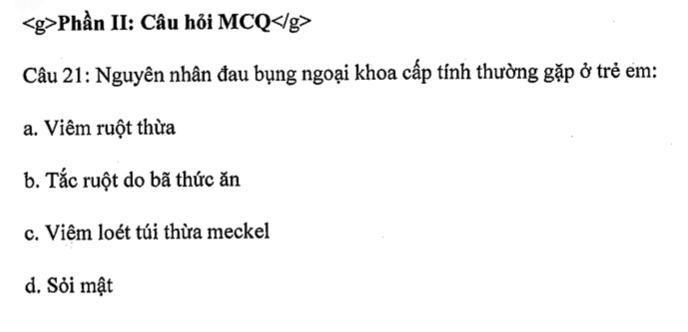 <g>Phần II: Câu hỏi MCQ</g>
Câu 21: Nguyên nhân đau bụng ngoại khoa cấp tính thường gặp ở trẻ em:
a. Viêm ruột thừa
b. Tắc ruột do bã thức ăn
c. Viêm loét túi thừa meckel
d. Sỏi mật